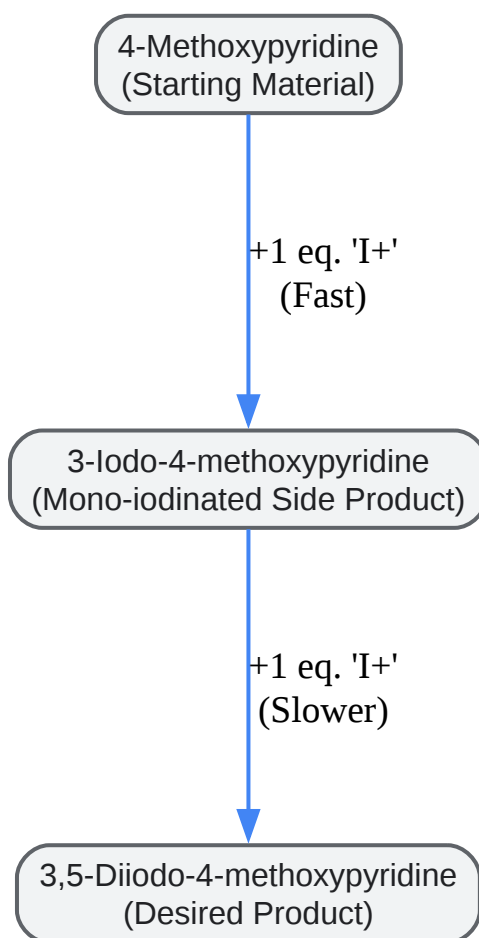 4-Methoxypyridine
(Starting Material)
+1 eq. 'I+'
(Fast)
3-Iodo-4-methoxypyridine
(Mono-iodinated Side Product)
+1 eq. 'I+'
(Slower)
3,5-Diiodo-4-methoxypyridine
(Desired Product)